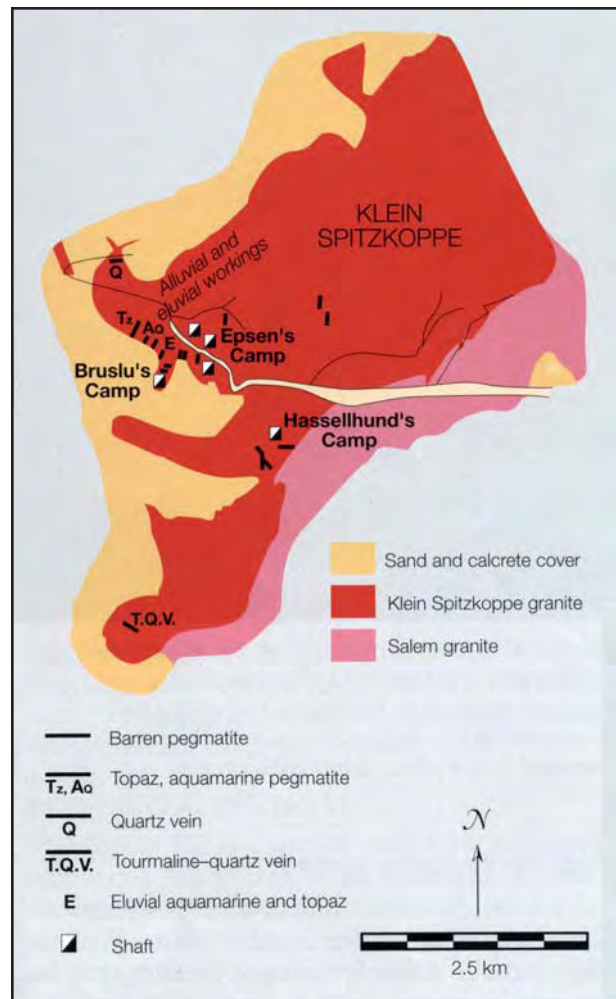 KLEIN
SPITZKOPPE
Alluvial and
eluvial workings
Q
Tz AQ
E
Epsen's
Camp
Bruslu's
Camp
Hassellhund's
Camp
T.Q.V.
Sand and calcrete cover
Klein Spitzkoppe granite
Salem granite
Barren pegmatite
Tz, AQ Topaz, aquamarine pegmatite
Q Quartz vein
T.Q.V. Tourmaline–quartz vein
E Eluvial aquamarine and topaz
Shaft
N
2.5 km